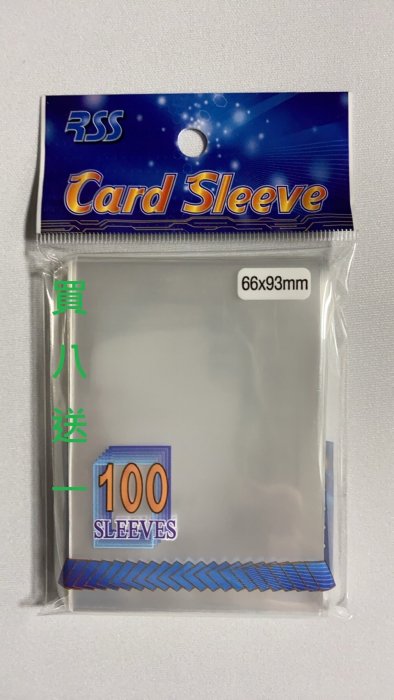 RSS
Card Sleeve
66x93mm
買八送一
100
SLEEVES